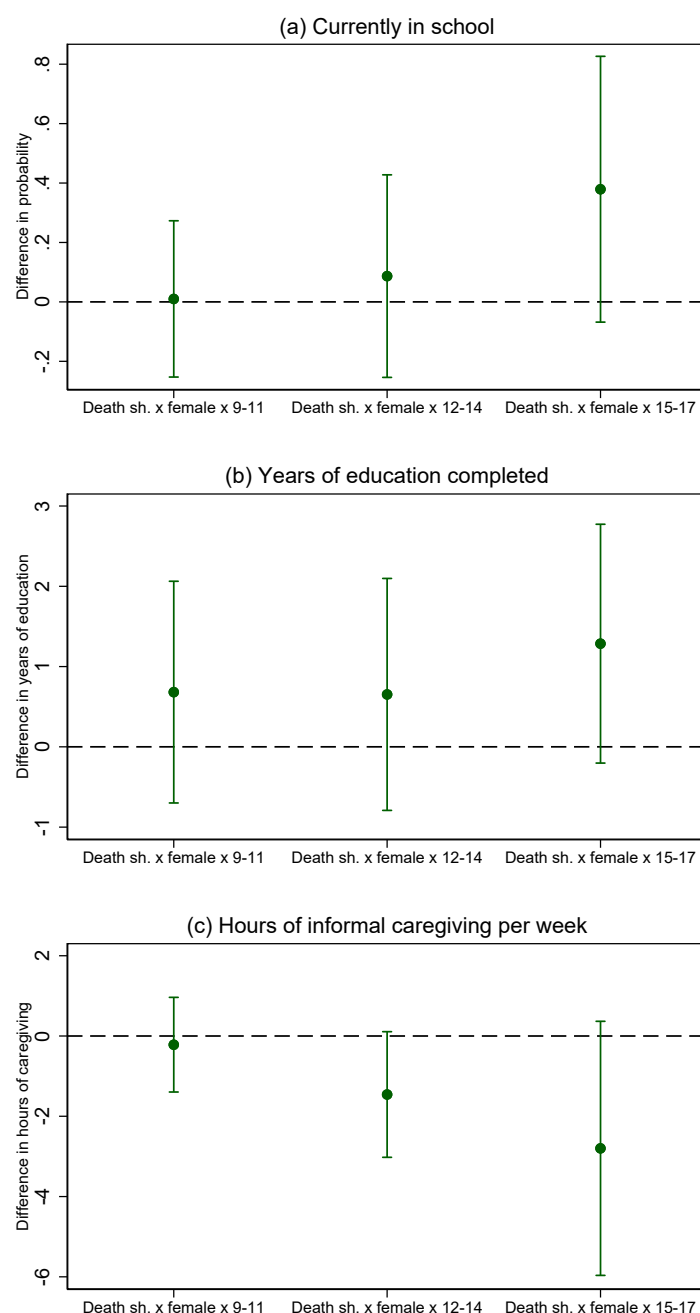 (a) Currently in school
Difference in probability
.8
.6
.4
.2
0
-.2
Death sh. x female x 9-11 Death sh. x female x 12-14 Death sh. x female x 15-17
(b) Years of education completed
Difference in years of education
3
2
1
0
-1
Death sh. x female x 9-11 Death sh. x female x 12-14 Death sh. x female x 15-17
(c) Hours of informal caregiving per week
Difference in hours of caregiving
2
0
-2
-4
-6
Death sh. x female x 9-11 Death sh. x female x 12-14 Death sh. x female x 15-17